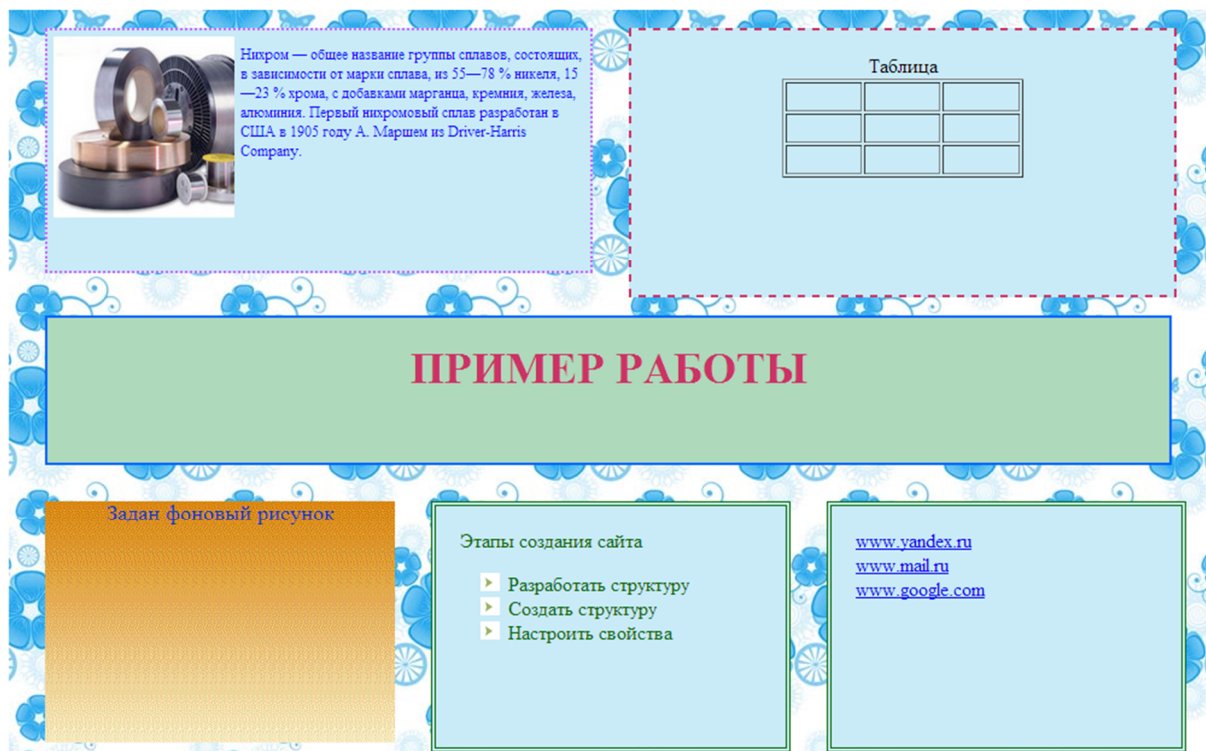 Нихром — общее название группы сплавов, состоящих,
в зависимости от марки сплава, из 55—78 % никеля, 15
—23 % хрома, с добавками марганца, кремния, железа,
алюминия. Первый нихромовый сплав разработан в
США в 1905 году А. Маршем из Driver-Harris
Company.
Таблица
ПРИМЕР РАБОТЫ
Задан фоновый рисунок
Этапы создания сайта
Разработать структуру
Создать структуру
Настроить свойства
www.yandex.ru
www.mail.ru
www.google.com